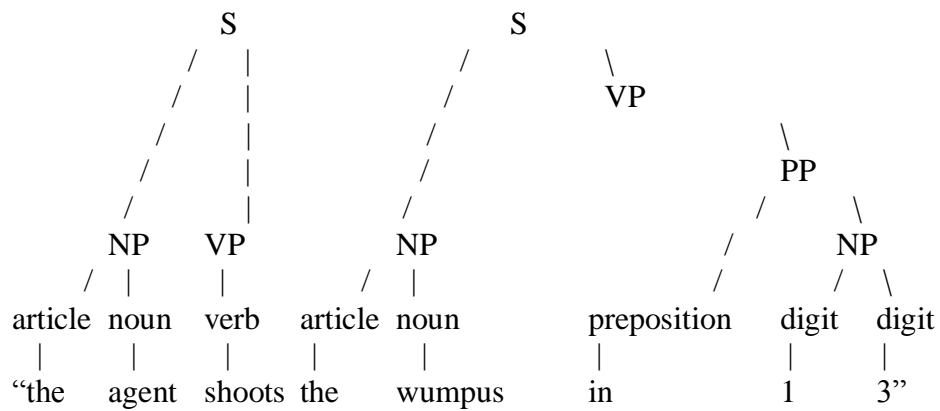 S S
VP
PP
NP VP NP NP
article noun verb article noun preposition digit digit
“the agent shoots the wumpus in 1 3”